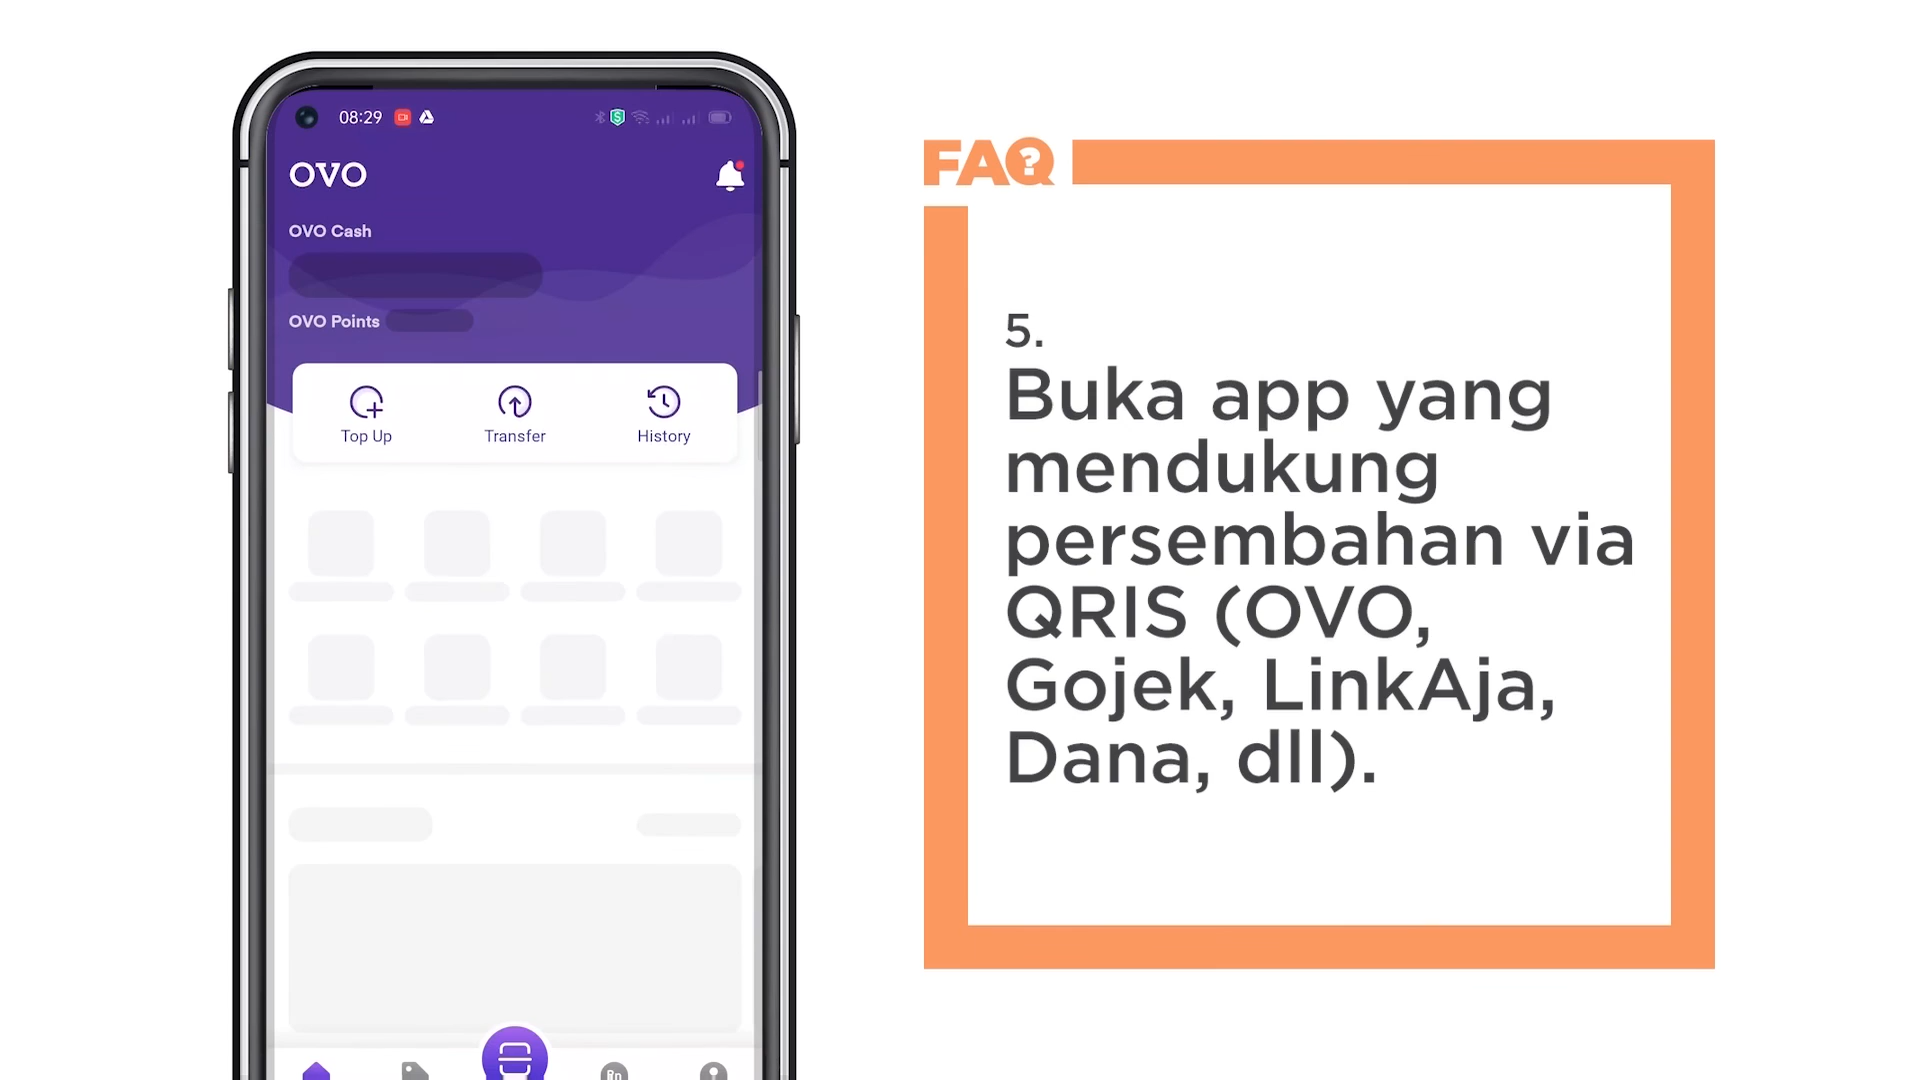 08:29
OVO
OVO Cash
OVO Points
Top Up
Transfer
History
FAQ
5.
Buka app yang
mendukung
persembahan via
QRIS (OVO,
Gojek, LinkAja,
Dana, dll).